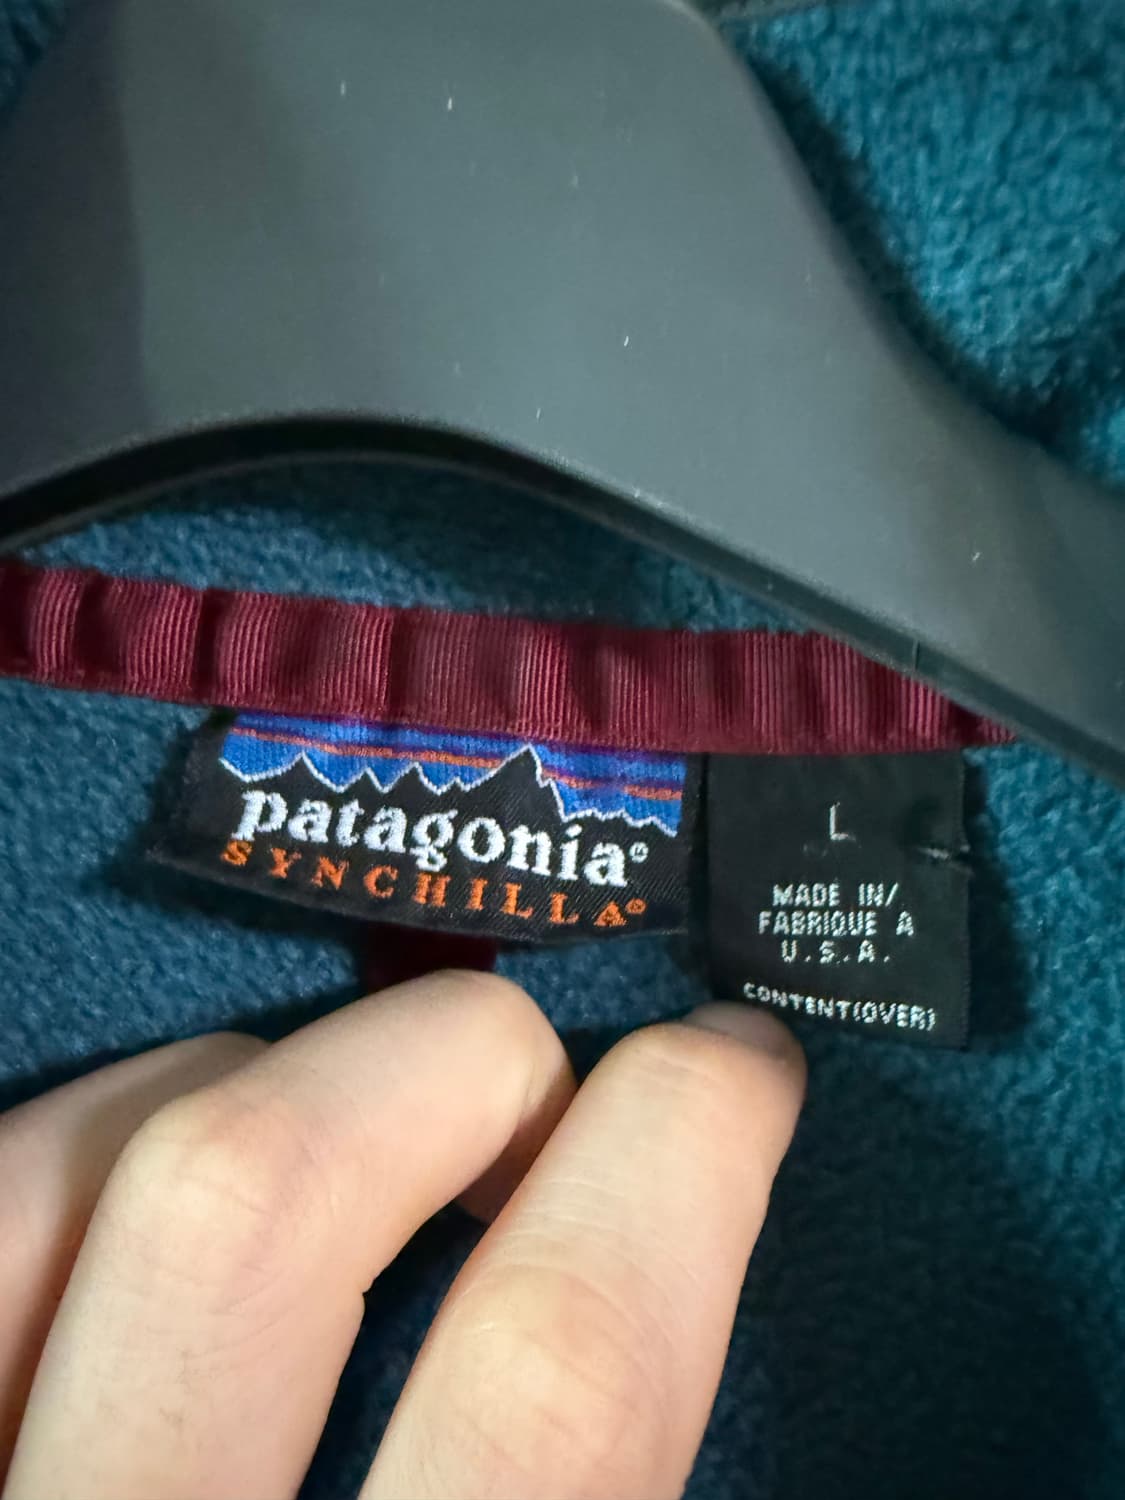 patagonia®
SYNCHILLA®
L
MADE IN/
FABRIQUE A
U.S.A.
CONTENT(OVER)